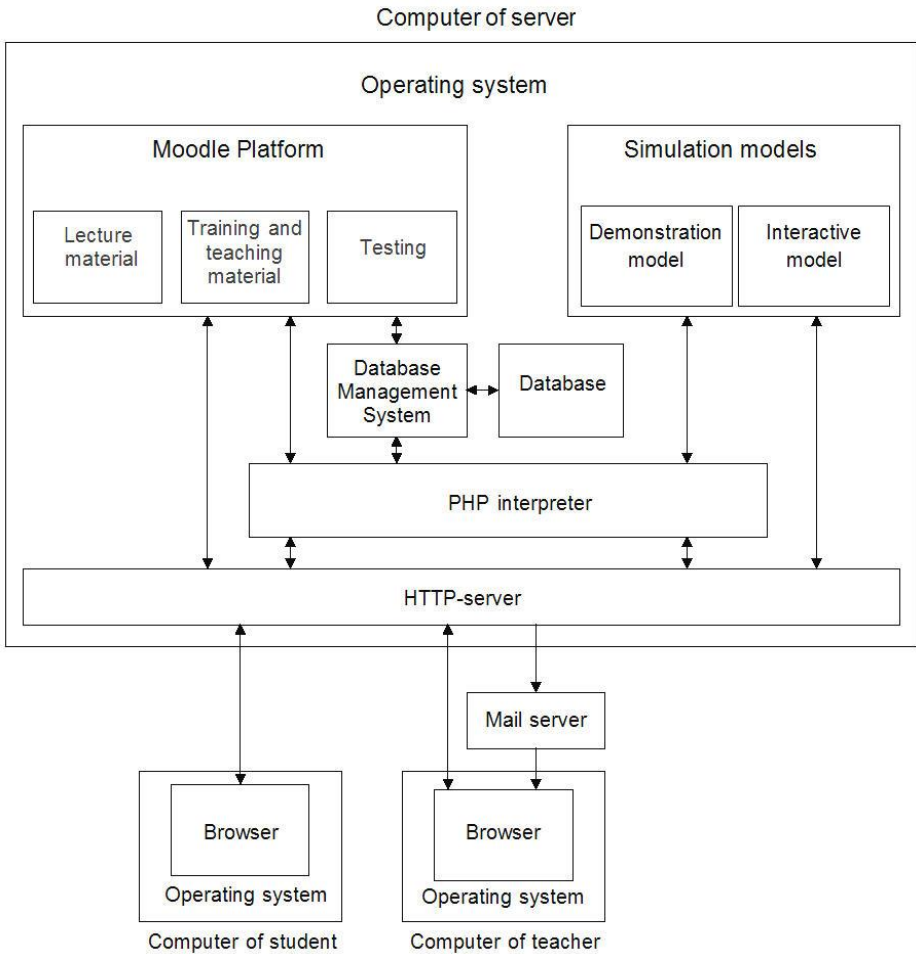 Computer of server
Operating system
Moodle Platform
Simulation models
Lecture
material
Training and
teaching
material
Testing
Demonstration
model
Interactive
model
Database
Management
System
Database
PHP interpreter
HTTP-server
Mail server
Browser
Operating system
Computer of student
Browser
Operating system
Computer of teacher